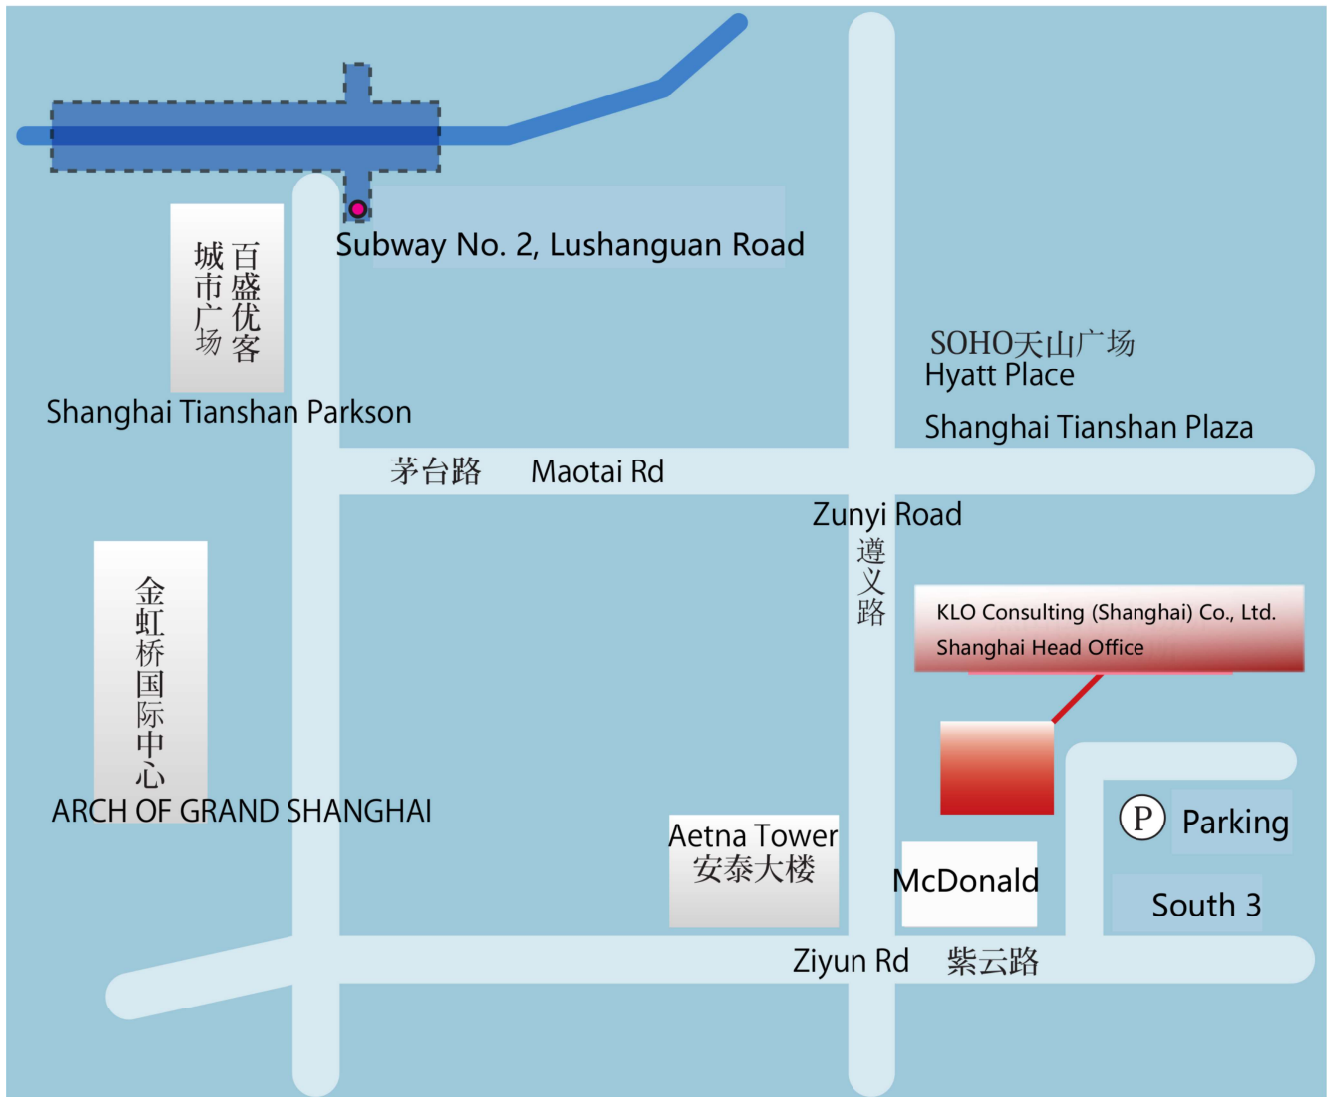 Subway No. 2, Lushanguan Road
百盛优客
城市广场
Shanghai Tianshan Parkson
SOHO天山广场
Hyatt Place
Shanghai Tianshan Plaza
茅台路 Maotai Rd
Zunyi Road
遵义路
金虹桥国际中心
ARCH OF GRAND SHANGHAI
KLO Consulting (Shanghai) Co., Ltd.
Shanghai Head Office
Aetna Tower
安泰大楼
McDonald
P Parking
South 3
Ziyun Rd 紫云路